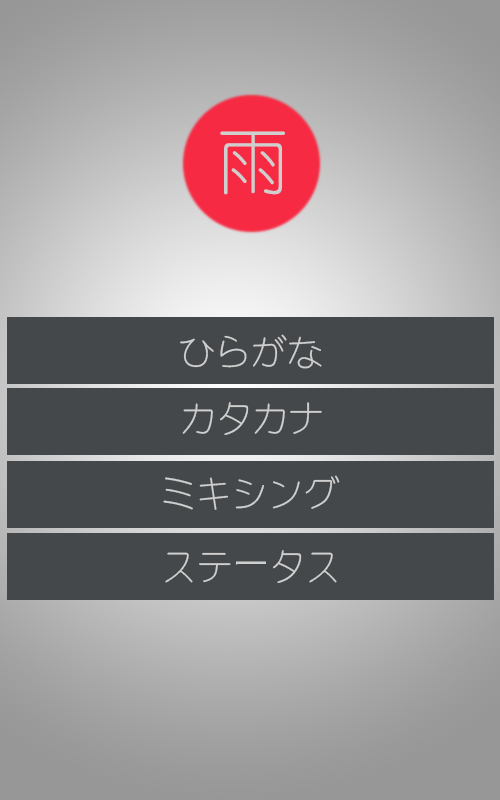 雨
ひらがな
カタカナ
ミキシング
ステータス